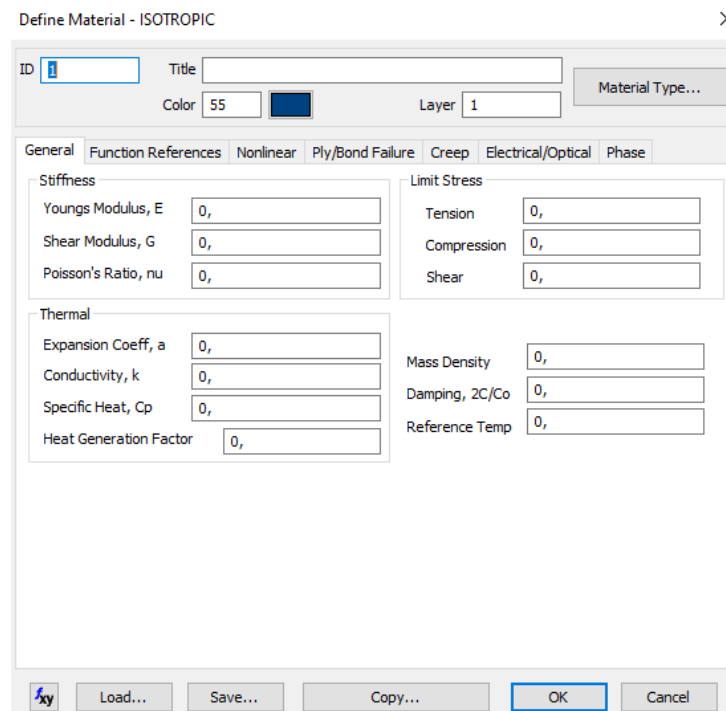 Define Material - ISOTROPIC
ID 1 Title Material Type...
Color 55 Layer 1
General Function References Nonlinear Ply/Bond Failure Creep Electrical/Optical Phase
Stiffness
Youngs Modulus, E 0,
Shear Modulus, G 0,
Poisson's Ratio, nu 0,
Limit Stress
Tension 0,
Compression 0,
Shear 0,
Thermal
Expansion Coeff, a 0,
Conductivity, k 0,
Specific Heat, Cp 0,
Heat Generation Factor 0,
Mass Density 0,
Damping, 2C/Co 0,
Reference Temp 0,
fxy Load... Save... Copy... OK Cancel